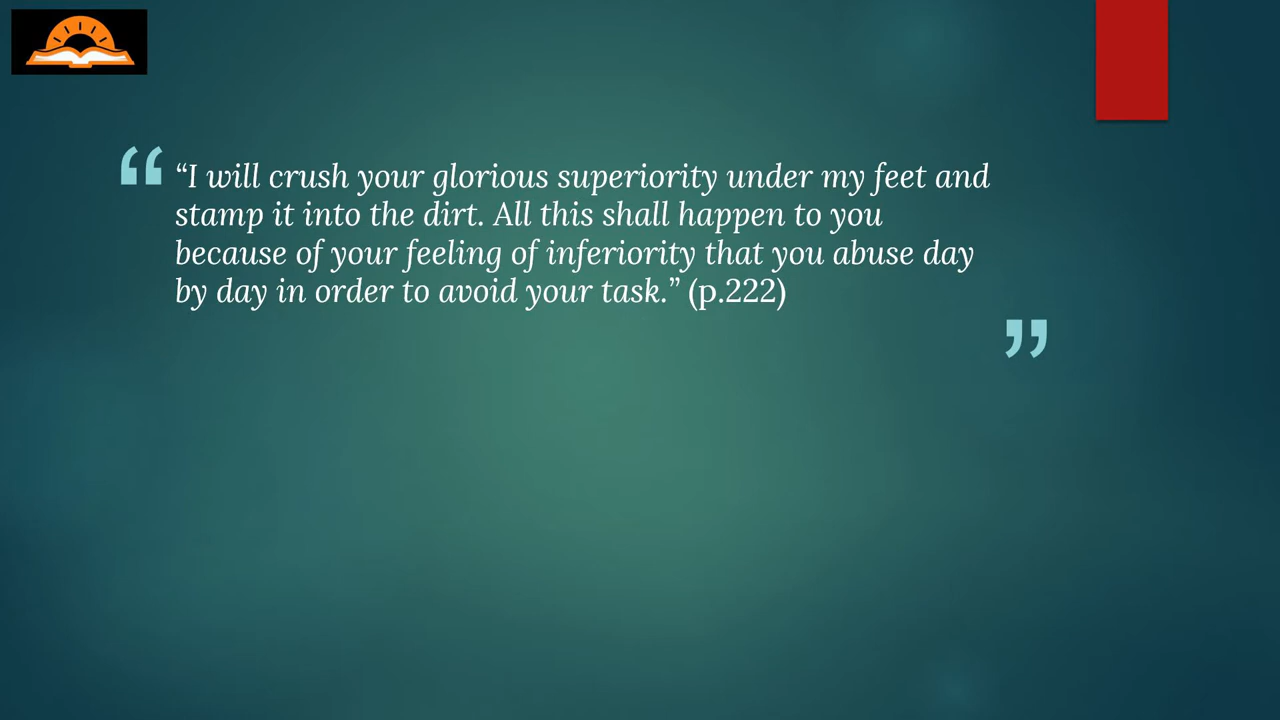 “I will crush your glorious superiority under my feet and
stamp it into the dirt. All this shall happen to you
because of your feeling of inferiority that you abuse day
by day in order to avoid your task.” (p.222)